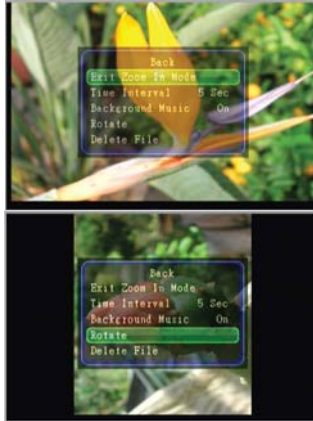 Back
Exit Zoom In Mode
Time Interval 5 Sec
Background Music On
Rotate
Delete File
Back
Exit Zoom In Mode
Time Interval 5 Sec
Background Music On
Rotate
Delete File